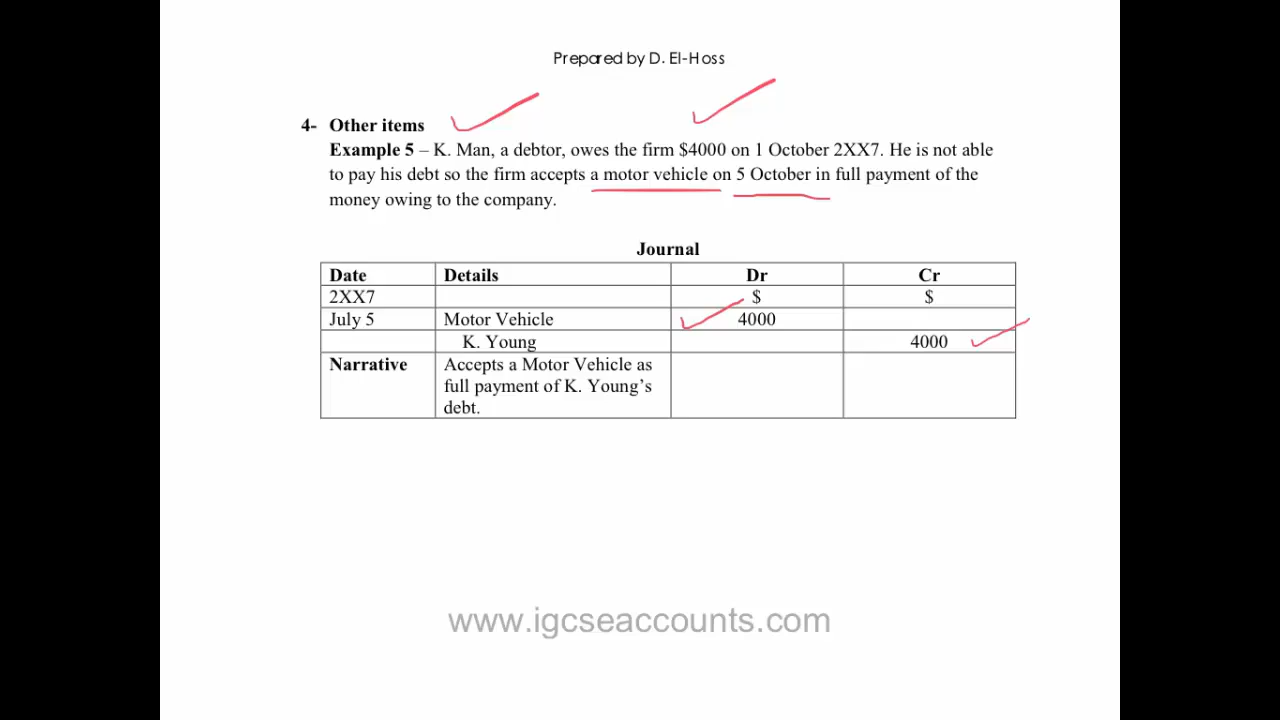 Prepared by D. El-Hoss
4- Other items
Example 5 – K. Man, a debtor, owes the firm $4000 on 1 October 2XX7. He is not able
to pay his debt so the firm accepts a motor vehicle on 5 October in full payment of the
money owing to the company.
Journal
Date Details Dr Cr
2XX7 $ $
July 5 Motor Vehicle 4000
K. Young 4000
Narrative Accepts a Motor Vehicle as
full payment of K. Young's
debt.
www.igcseaccounts.com